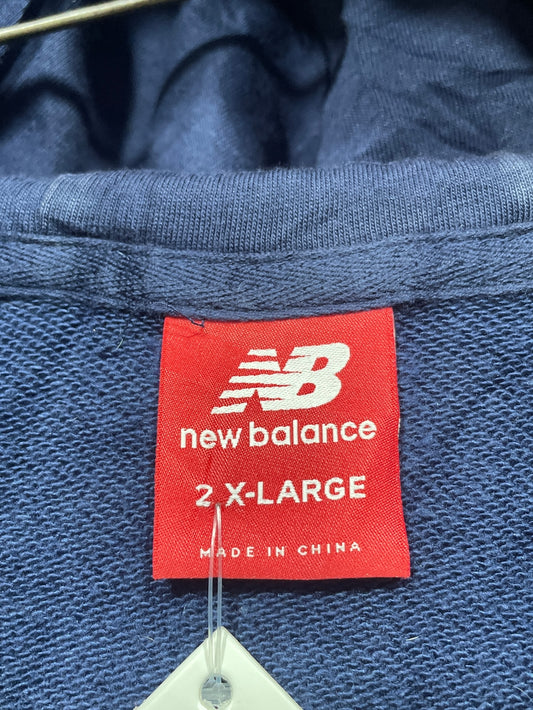 NB
new balance
2 X-LARGE
MADE IN CHINA